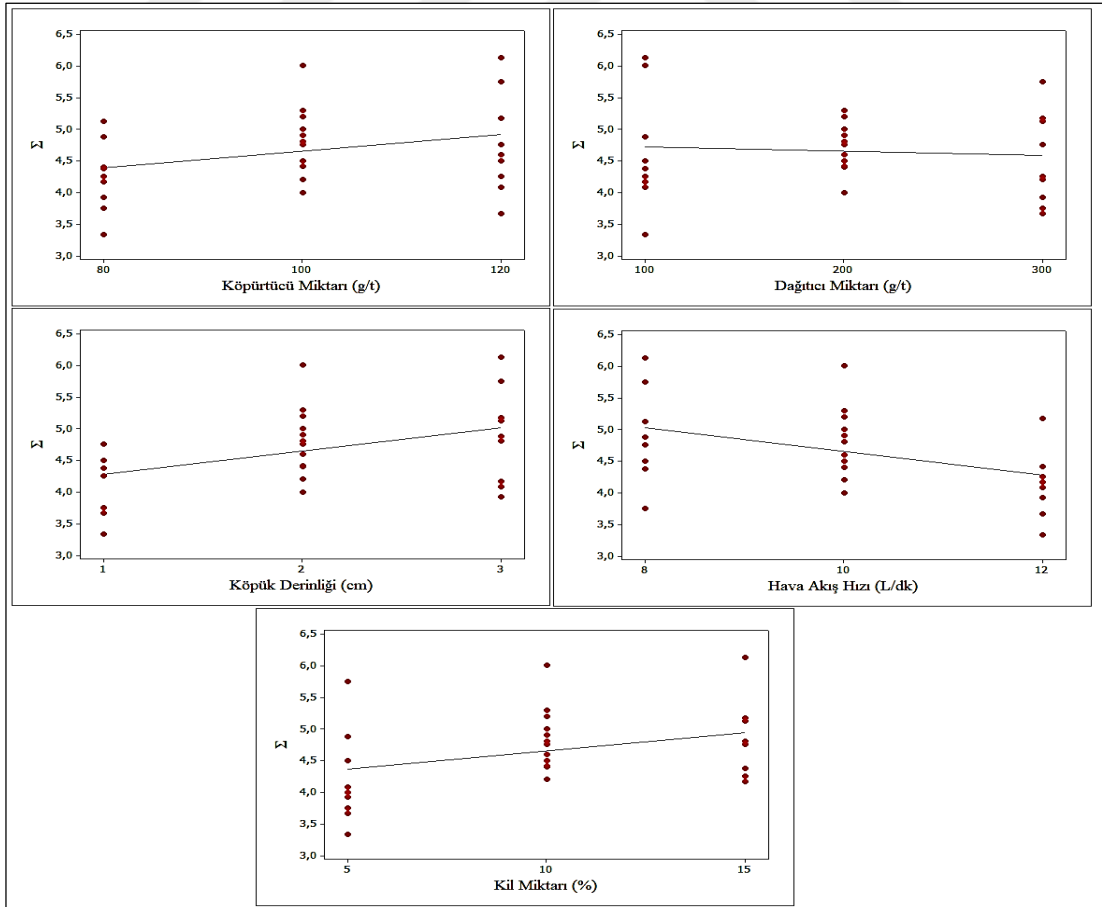 6,5
6,0
5,5
5,0
4,5
4,0
3,5
3,0
Σ
80 100 120
Köpürtücü Miktarı (g/t)
6,5
6,0
5,5
5,0
4,5
4,0
3,5
3,0
Σ
100 200 300
Dağıtıcı Miktarı (g/t)
6,5
6,0
5,5
5,0
4,5
4,0
3,5
3,0
Σ
1 2 3
Köpük Derinliği (cm)
6,5
6,0
5,5
5,0
4,5
4,0
3,5
3,0
Σ
8 10 12
Hava Akış Hızı (L/dk)
6,5
6,0
5,5
5,0
4,5
4,0
3,5
3,0
Σ
5 10 15
Kil Miktarı (%)